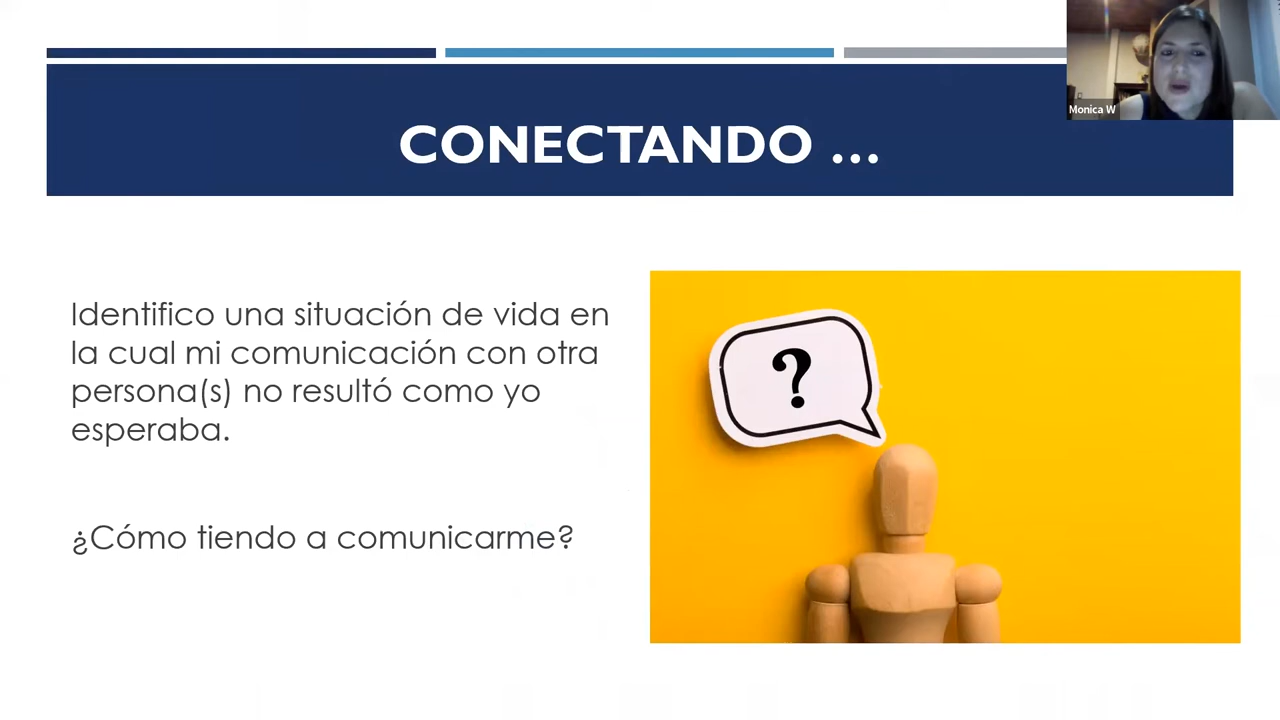 Monica W
CONECTANDO ...
Identifico una situación de vida en
la cual mi comunicación con otra
persona(s) no resultó como yo
esperaba.
¿Cómo tiendo a comunicarme?
?